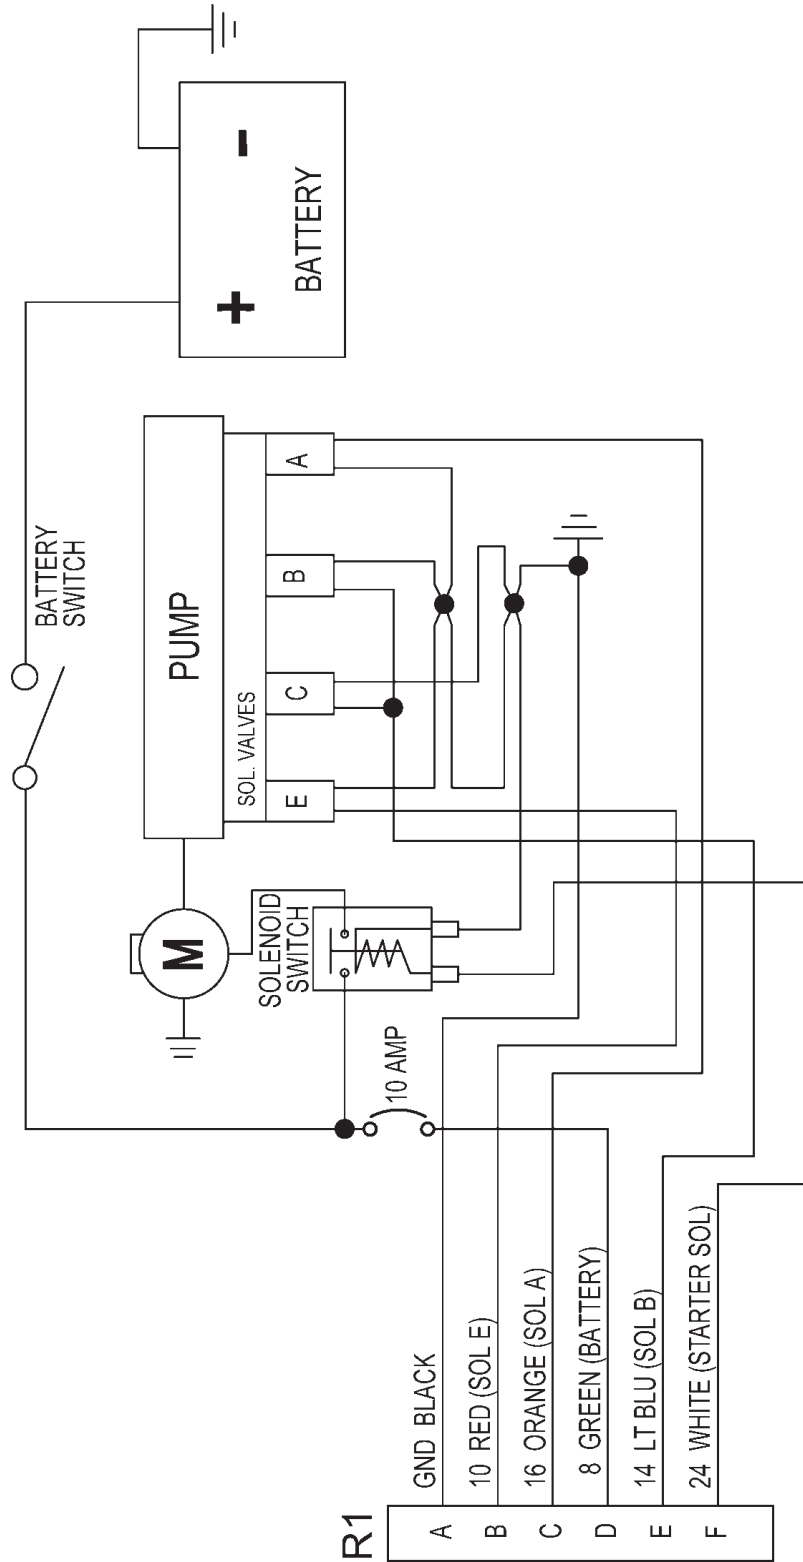 BATTERY
SWITCH
+
-
BATTERY
PUMP
SOL. VALVES
E
C
B
A
M
SOLENOID
SWITCH
10 AMP
R1
A
GND BLACK
B
10 RED (SOL E)
C
16 ORANGE (SOL A)
D
8 GREEN (BATTERY)
E
14 LT BLU (SOL B)
F
24 WHITE (STARTER SOL)